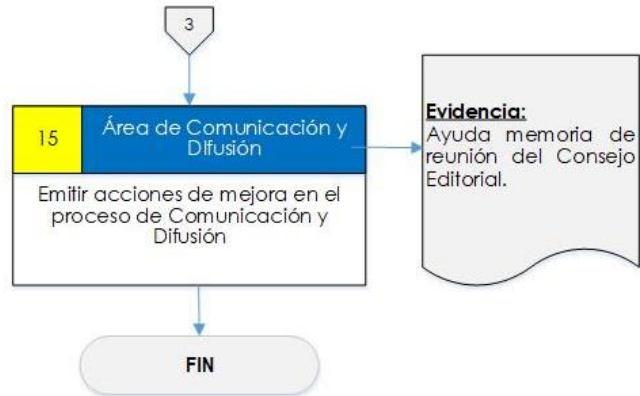 3
15
Área de Comunicación y
DIfusión
Emitir acciones de mejora en el
proceso de Comunicación y
Difusión
Evidencia:
Ayuda memoria de
reunión del Consejo
Editorial.
FIN